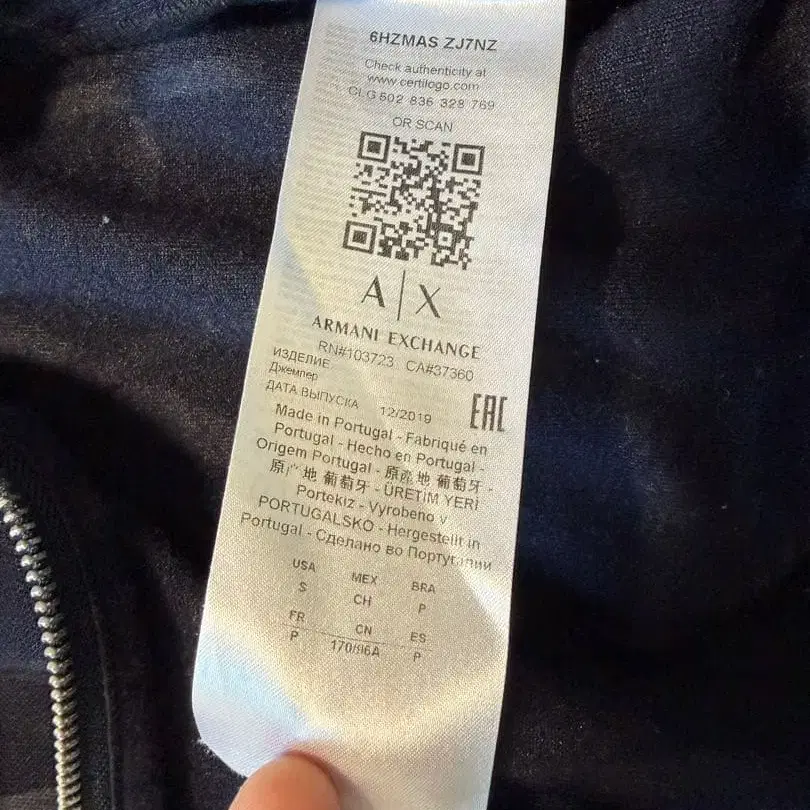 6HZMAS ZJ7NZ
Check authenticity at
www.certilogo.com
CLG 502 836 328 769
OR SCAN
A|X
ARMANI EXCHANGE
RN#103723 CA#37360
ИЗДЕЛИЕ
Джемпер
ДАТА ВЫПУСКА 12/2019
EAC
Made in Portugal - Fabriqué en
Portugal - Hecho en Portugal -
Origem Portugal - 原产地 葡萄牙 -
原产地 葡萄牙 - ÜRETİM YERİ
Portekiz - Vyrobeno v
PORTUGALSKO - Hergestellt in
Portugal - Сделано во Португалии
USA MEX BRA
S CH P
FR CN ES
P 170/96A P